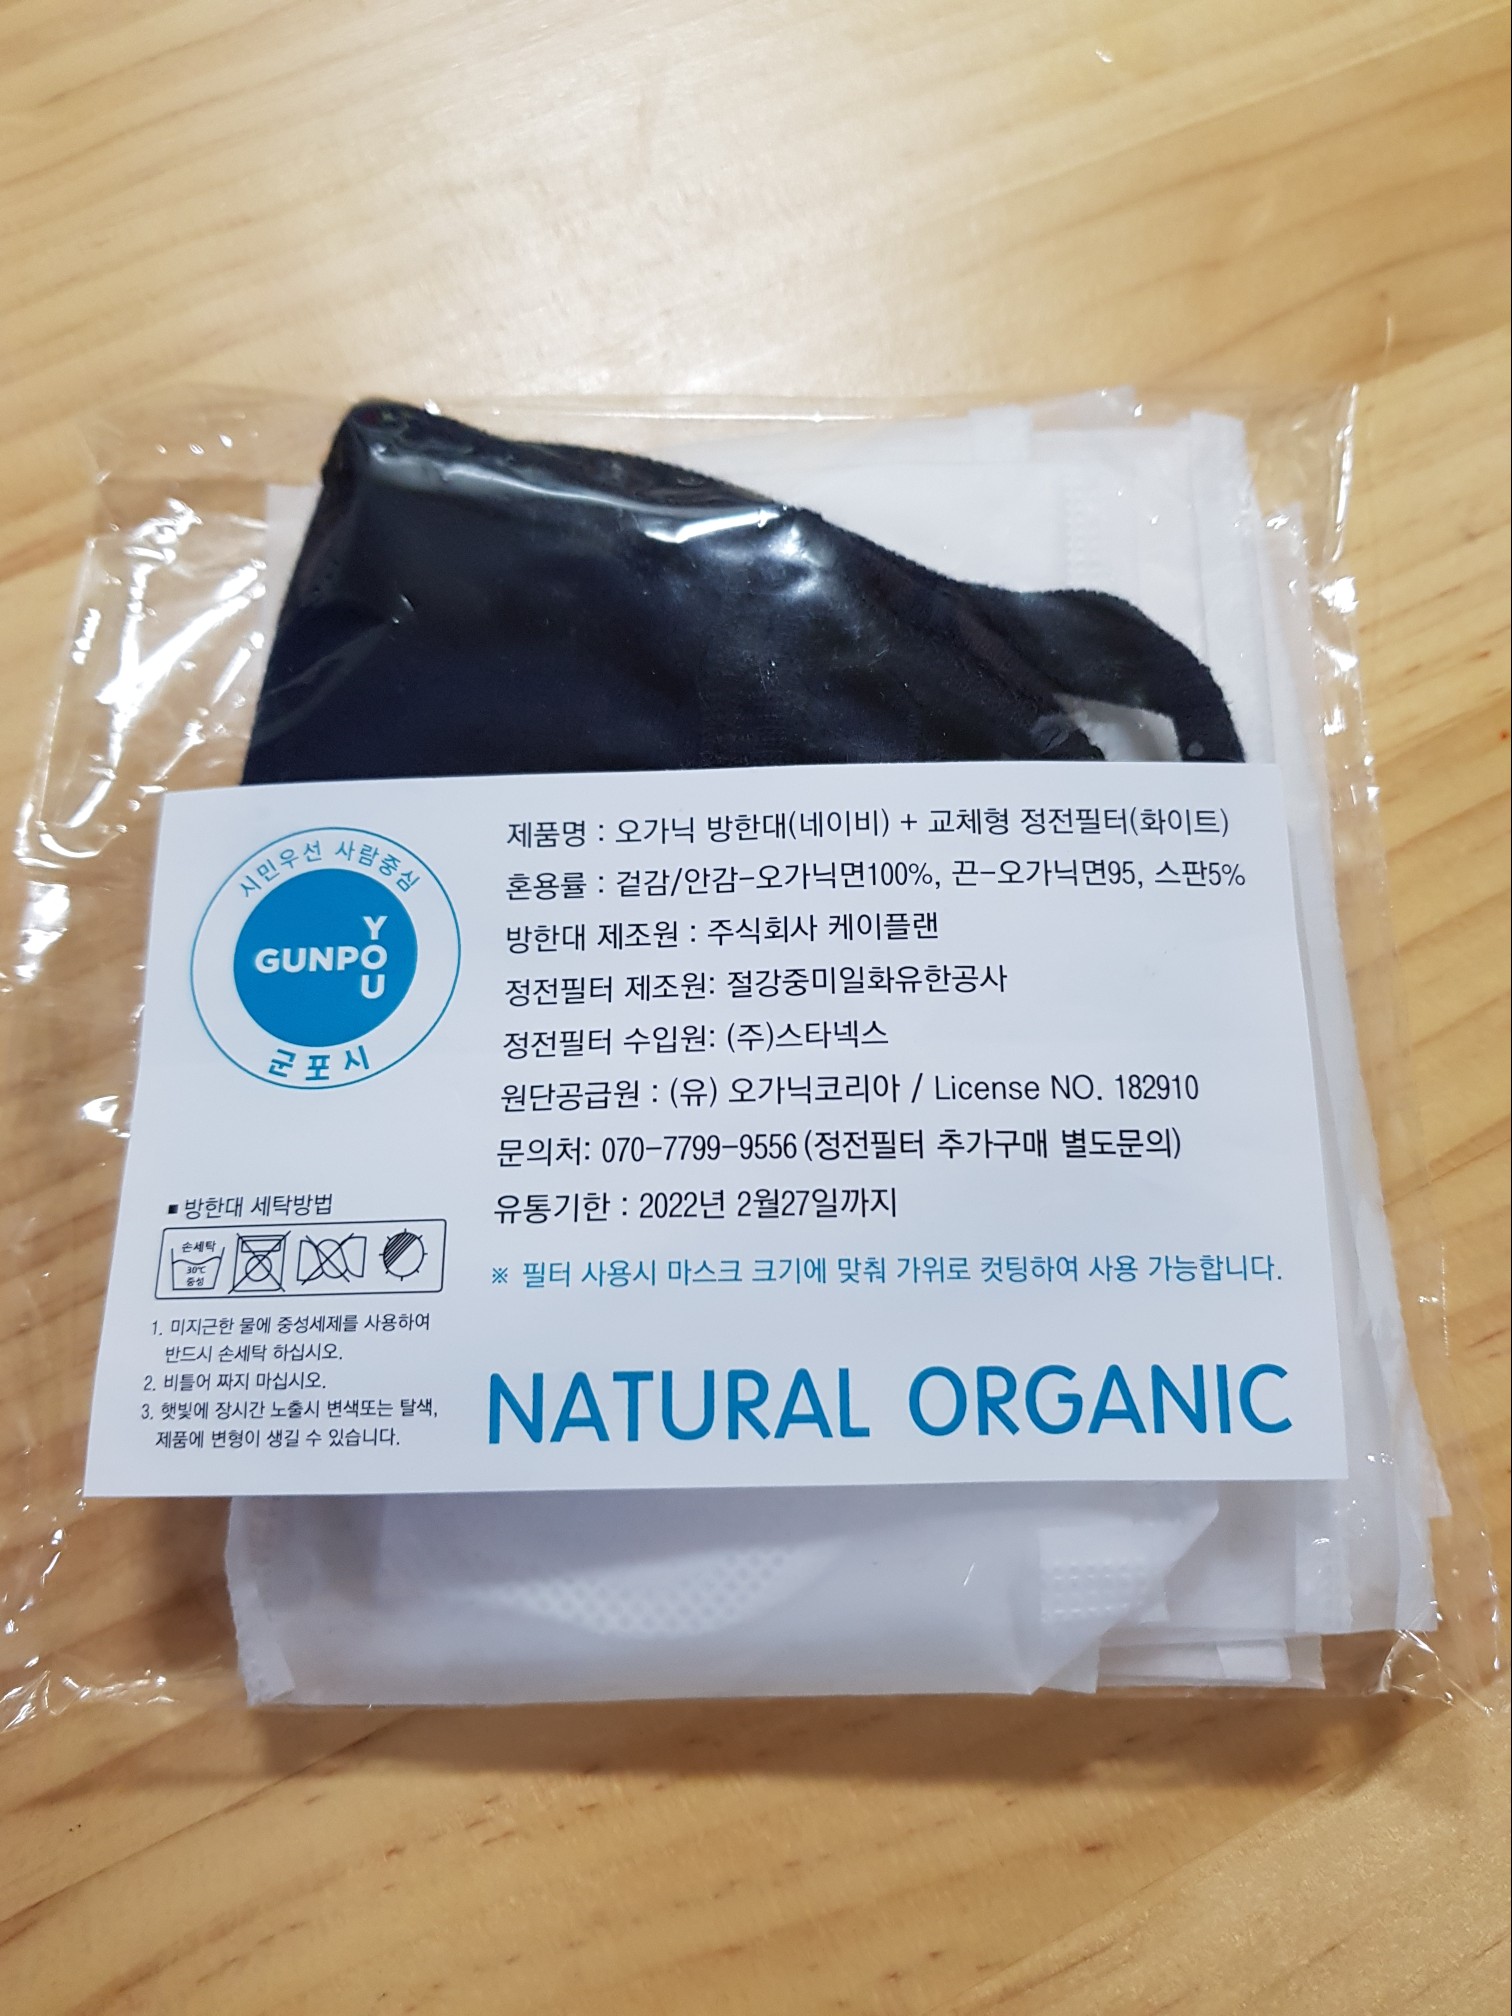 시민우선 사람중심
GUNPO
YOU
군포시
제품명 : 오가닉 방한대(네이비) + 교체형 정전필터(화이트)
혼용률 : 겉감/안감-오가닉면100%, 끈-오가닉면95, 스판5%
방한대 제조원 : 주식회사 케이플랜
정전필터 제조원: 절강중미일화유한공사
정전필터 수입원: (주)스타넥스
원단공급원 : (유) 오가닉코리아 / License NO. 182910
문의처: 070-7799-9556 (정전필터 추가구매 별도문의)
유통기한 : 2022년 2월27일까지
※ 필터 사용시 마스크 크기에 맞춰 가위로 컷팅하여 사용 가능합니다.
■ 방한대 세탁방법
손세탁
30℃
중성
1. 미지근한 물에 중성세제를 사용하여
반드시 손세탁 하십시오.
2. 비틀어 짜지 마십시오.
3. 햇빛에 장시간 노출시 변색또는 탈색,
제품에 변형이 생길 수 있습니다.
NATURAL ORGANIC